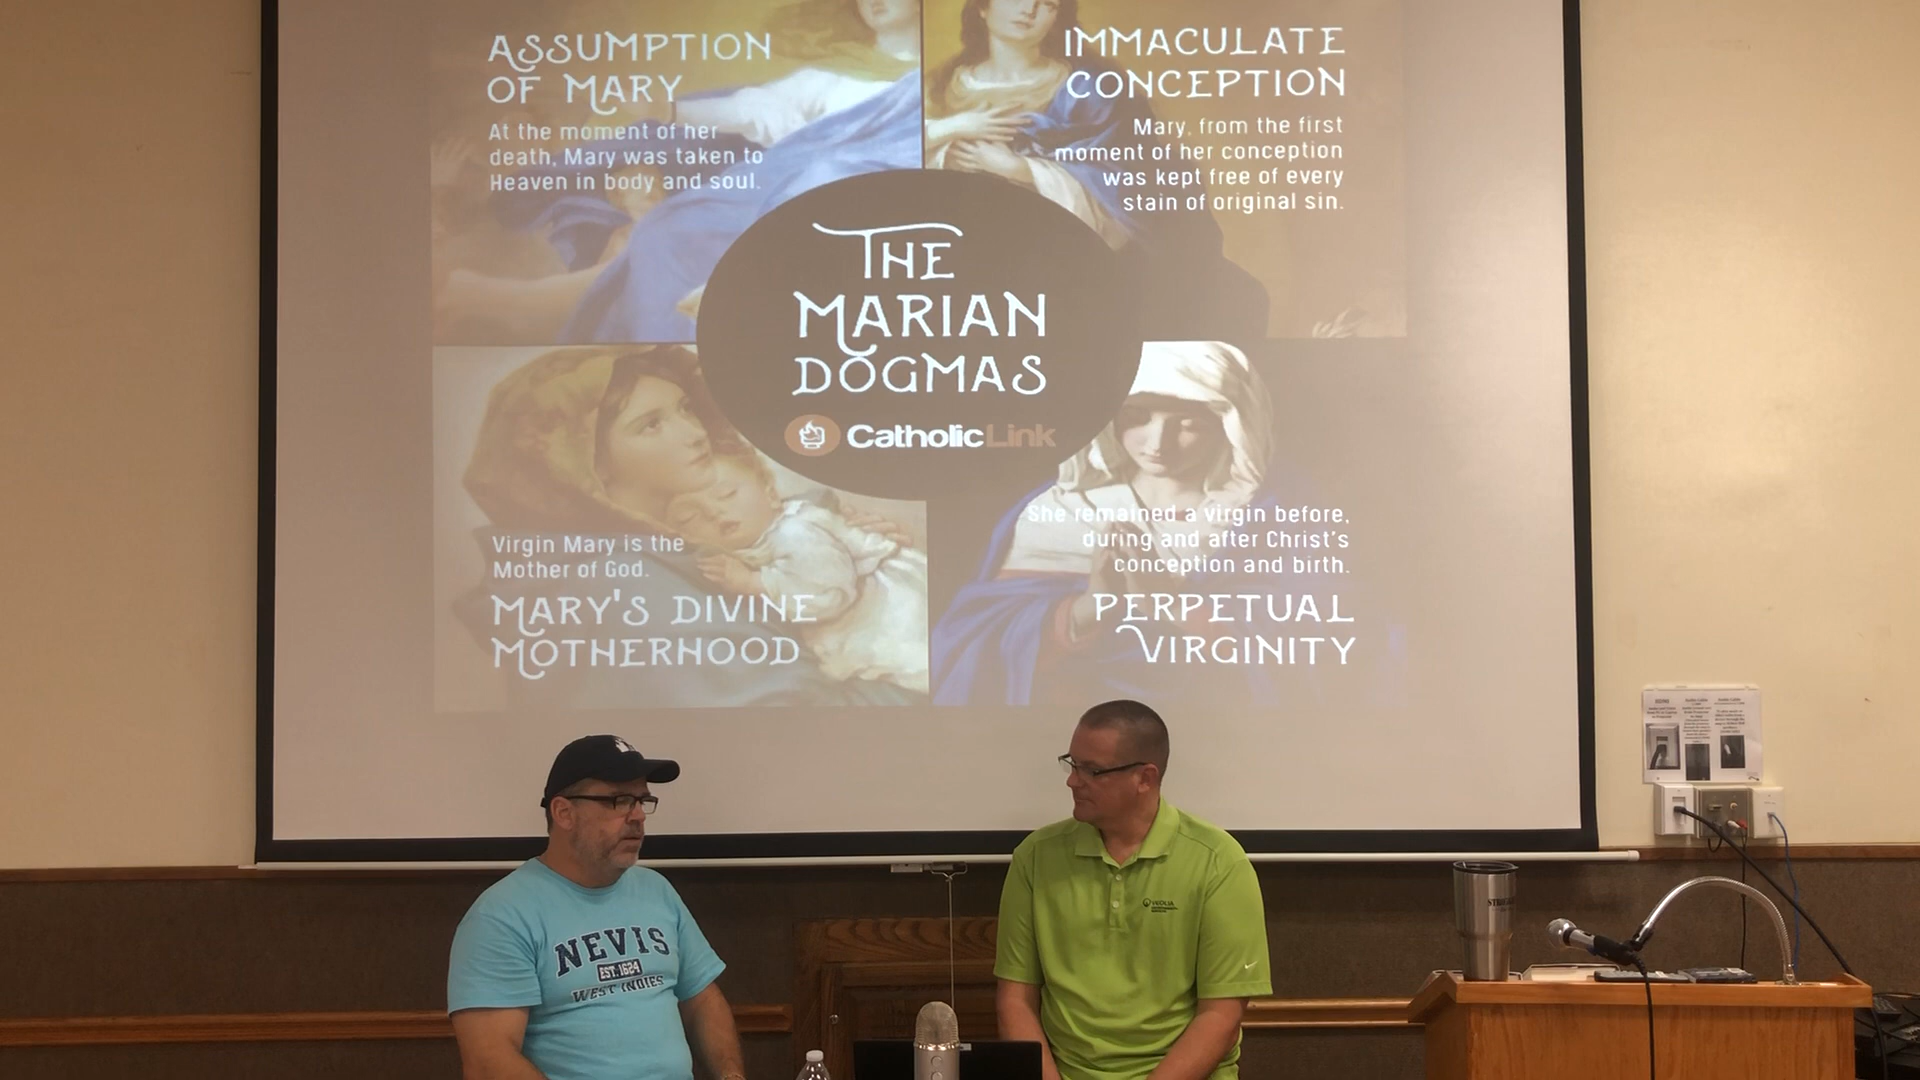 ASSUMPTION
OF MARY
At the moment of her
death, Mary was taken to
Heaven in body and soul.
IMMACULATE
CONCEPTION
Mary, from the first
moment of her conception
was kept free of every
stain of original sin.
THE
MARIAN
DOGMAS
CatholicLink
Virgin Mary is the
Mother of God.
MARY'S DIVINE
MOTHERHOOD
She remained a virgin before,
during and after Christ's
conception and birth.
PERPETUAL
VIRGINITY
NEVIS
EST. 1624
WEST INDIES
VEOLIA